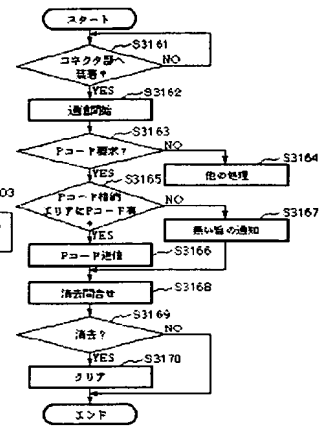 スタート
S3161
コネクタ部へ
装着?
NO
YES
S3162
通信開始
S3163
Pコード要求?
NO
YES
S3164
他の処理
S3165
03
Pコード格納
エリアにPコード有
?
NO
YES
S3167
無い旨の通知
Pコード送信
S3166
消去問合せ
S3168
S3169
消去?
NO
YES
S3170
クリア
エンド